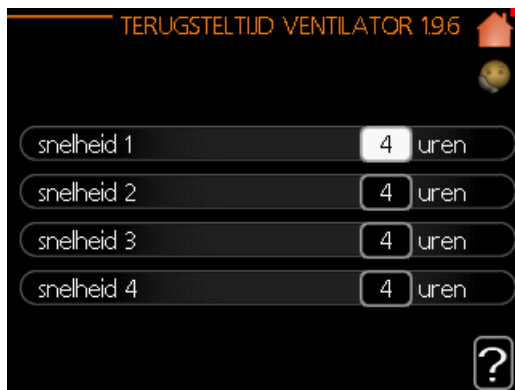 TERUGSTELTIJD VENTILATOR 1.9.6
snelheid 1 4 uren
snelheid 2 4 uren
snelheid 3 4 uren
snelheid 4 4 uren
?